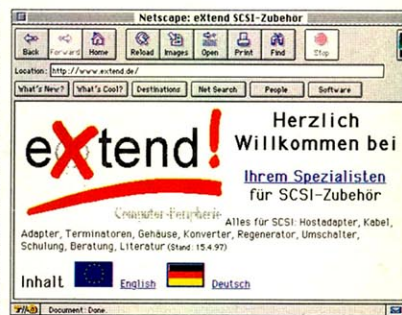 Netscape: eXtend SCSI-Zubehör
Back Forward Home Reload Images Open Print Find Stop
Location: http://www.extend.de/
What's New? What's Cool? Destinations Net Search People Software
eXtend!
Computer-Peripherie
Herzlich
Willkommen bei
Ihrem Spezialisten
für SCSI-Zubehör
Alles für SCSI: Hostadapter, Kabel,
Adapter, Terminatoren, Gehäuse, Konverter, Regenerator, Umschalter,
Schulung, Beratung, Literatur (Stand: 15.4.97)
Inhalt English Deutsch
Document: Done.